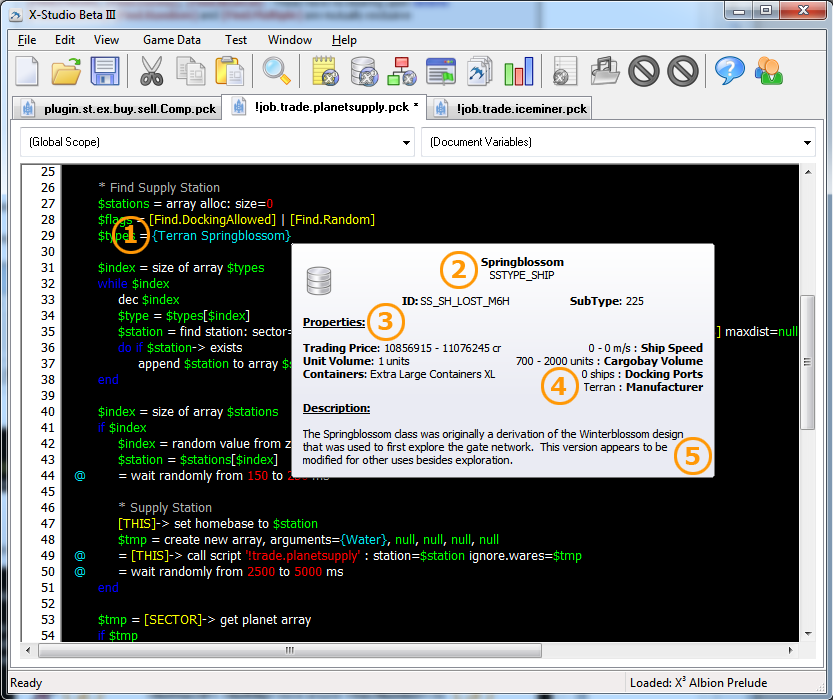 X-Studio Beta III
File Edit View Game Data Test Window Help
plugin.st.ex.buy.sell.Comp.pck !job.trade.planetsupply.pck * !job.trade.iceminer.pck
(Global Scope) (Document Variables)
25
26 * Find Supply Station
27 $stations = array alloc: size=0
28 $flags = [Find.DockingAllowed] | [Find.Random]
29 $types = {Terran Springblossom}
1
30
31 $index = size of array $types
32 while $index
33 dec $index
34 $type = $types[$index]
35 $station = find station: sector= ] maxdist=null
36 do if $station-> exists
37 append $station to array $
38 end
39
40 $index = size of array $stations
41 if $index
42 $index = random value from z
43 $station = $stations[$index]
44 @ = wait randomly from 150 to 250 ms
45
46 * Supply Station
47 [THIS]-> set homebase to $station
48 $tmp = create new array, arguments={Water}, null, null, null, null
49 @ = [THIS]-> call script '!trade.planetsupply' : station=$station ignore.wares=$tmp
50 @ = wait randomly from 2500 to 5000 ms
51 end
52
53 $tmp = [SECTOR]-> get planet array
54 if $tmp
2 Springblossom
SSTYPE_SHIP
ID: SS_SH_LOST_M6H SubType: 225
Properties: 3
Trading Price: 10856915 - 11076245 cr 0 - 0 m/s : Ship Speed
Unit Volume: 1 units 700 - 2000 units : Cargobay Volume
Containers: Extra Large Containers XL 0 ships : Docking Ports
4 Terran : Manufacturer
Description:
The Springblossom class was originally a derivation of the Winterblossom design
that was used to first explore the gate network. This version appears to be
modified for other uses besides exploration.
5
Ready Loaded: X³ Albion Prelude